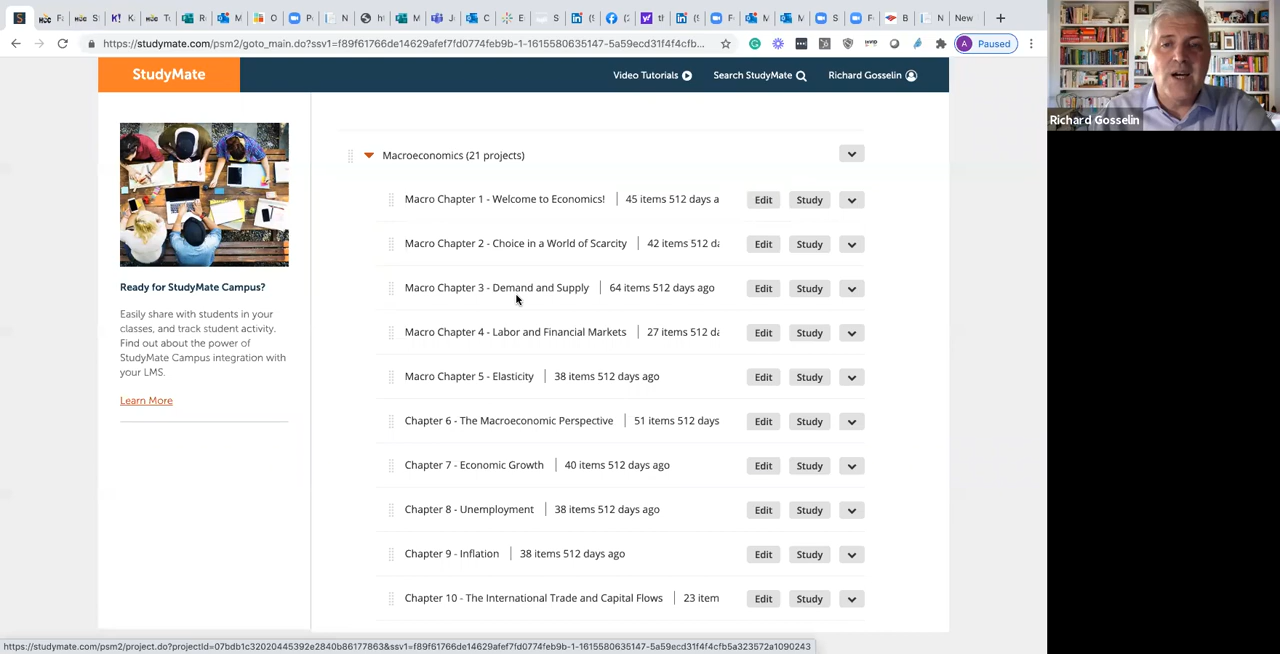 https://studymate.com/psm2/goto_main.do?ssv1=f89f61766de14629afef7fd0774feb9b-1-1615580635147-5a59ecd31f4f4cfb...
Paused
StudyMate
Video Tutorials
Search StudyMate
Richard Gosselin
Richard Gosselin
Macroeconomics (21 projects)
Macro Chapter 1 - Welcome to Economics! 45 items 512 days a
Edit Study
Macro Chapter 2 - Choice in a World of Scarcity 42 items 512 da
Edit Study
Macro Chapter 3 - Demand and Supply 64 items 512 days ago
Edit Study
Macro Chapter 4 - Labor and Financial Markets 27 items 512 da
Edit Study
Macro Chapter 5 - Elasticity 38 items 512 days ago
Edit Study
Chapter 6 - The Macroeconomic Perspective 51 items 512 days
Edit Study
Chapter 7 - Economic Growth 40 items 512 days ago
Edit Study
Chapter 8 - Unemployment 38 items 512 days ago
Edit Study
Chapter 9 - Inflation 38 items 512 days ago
Edit Study
Chapter 10 - The International Trade and Capital Flows 23 item
Edit Study
Ready for StudyMate Campus?
Easily share with students in your
classes, and track student activity.
Find out about the power of
StudyMate Campus integration with
your LMS.
Learn More
https://studymate.com/psm2/project.do?projectId=07bdb1c32020445392e2840b86177863&ssv1=f89f61766de14629afef7fd0774feb9b-1-1615580635147-5a59ecd31f4f4cfb5a323572a1090243